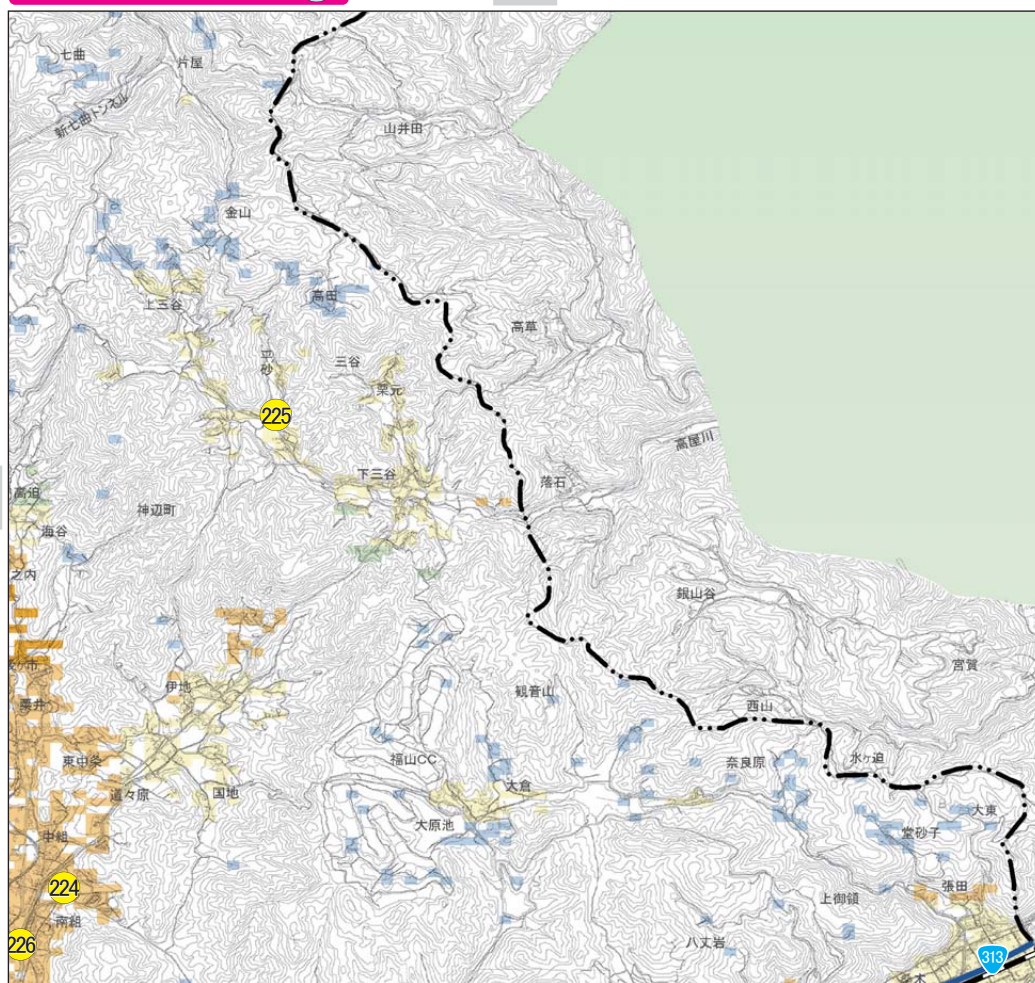 七曲
片屋
新七曲トンネル
山井田
金山
高田
上三谷
高草
平砂
三谷
栗元
225
高屋川
下三谷
落石
高迫
神辺町
海谷
之内
銀山谷
宮賀
伊地
観音山
西山
東中条
福山CC
奈良原
水ヶ迫
道々原
国地
太倉
大原池
大東
堂砂子
中組
224
張田
南組
上御領
226
八丈岩
313
木